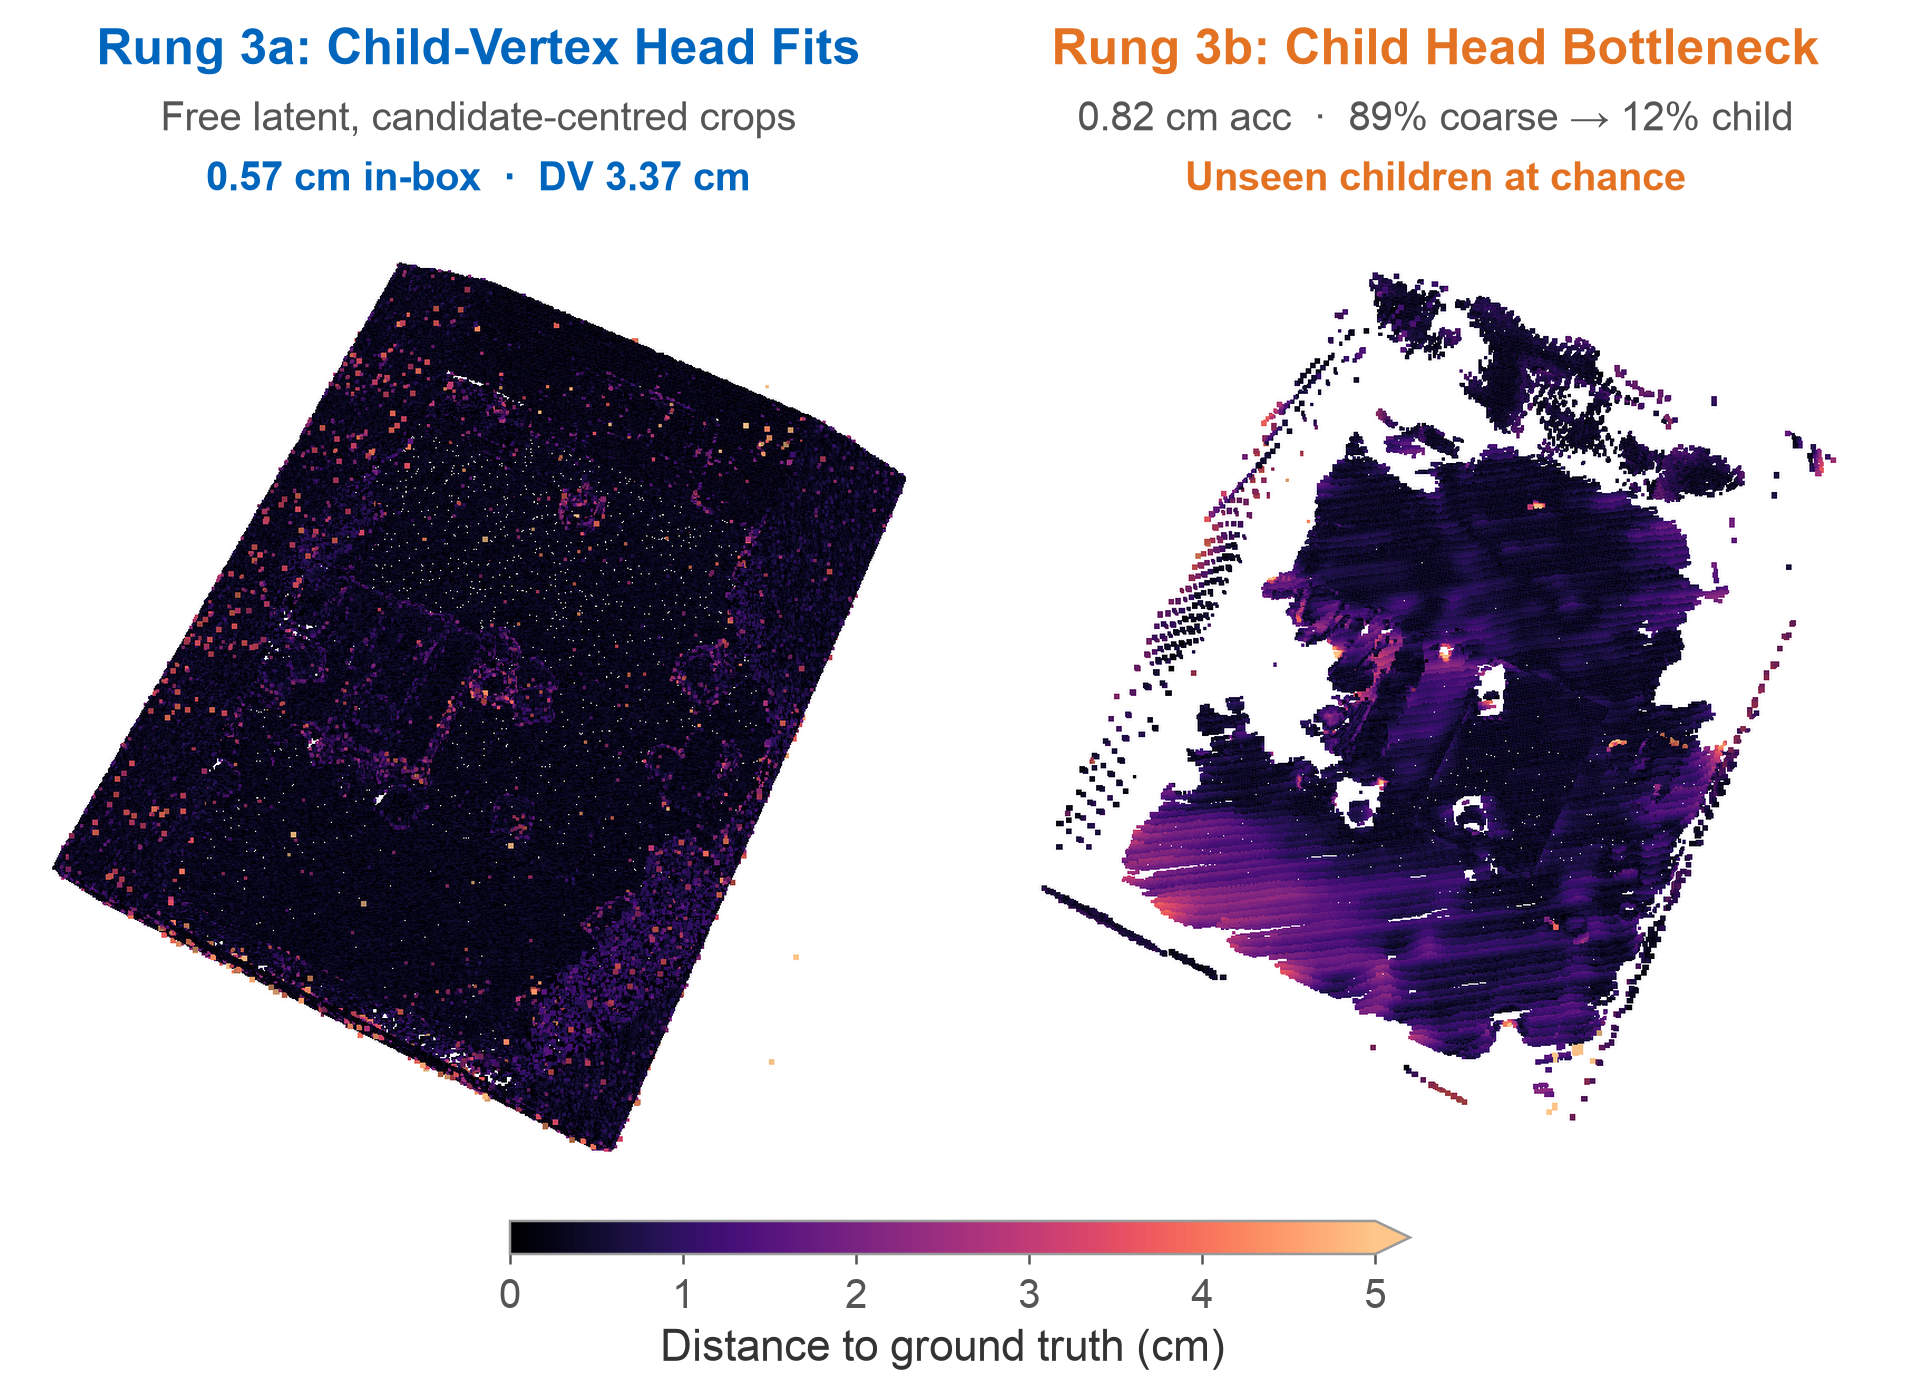 Rung 3a: Child-Vertex Head Fits
Free latent, candidate-centred crops
0.57 cm in-box · DV 3.37 cm
Rung 3b: Child Head Bottleneck
0.82 cm acc · 89% coarse → 12% child
Unseen children at chance
0 1 2 3 4 5
Distance to ground truth (cm)